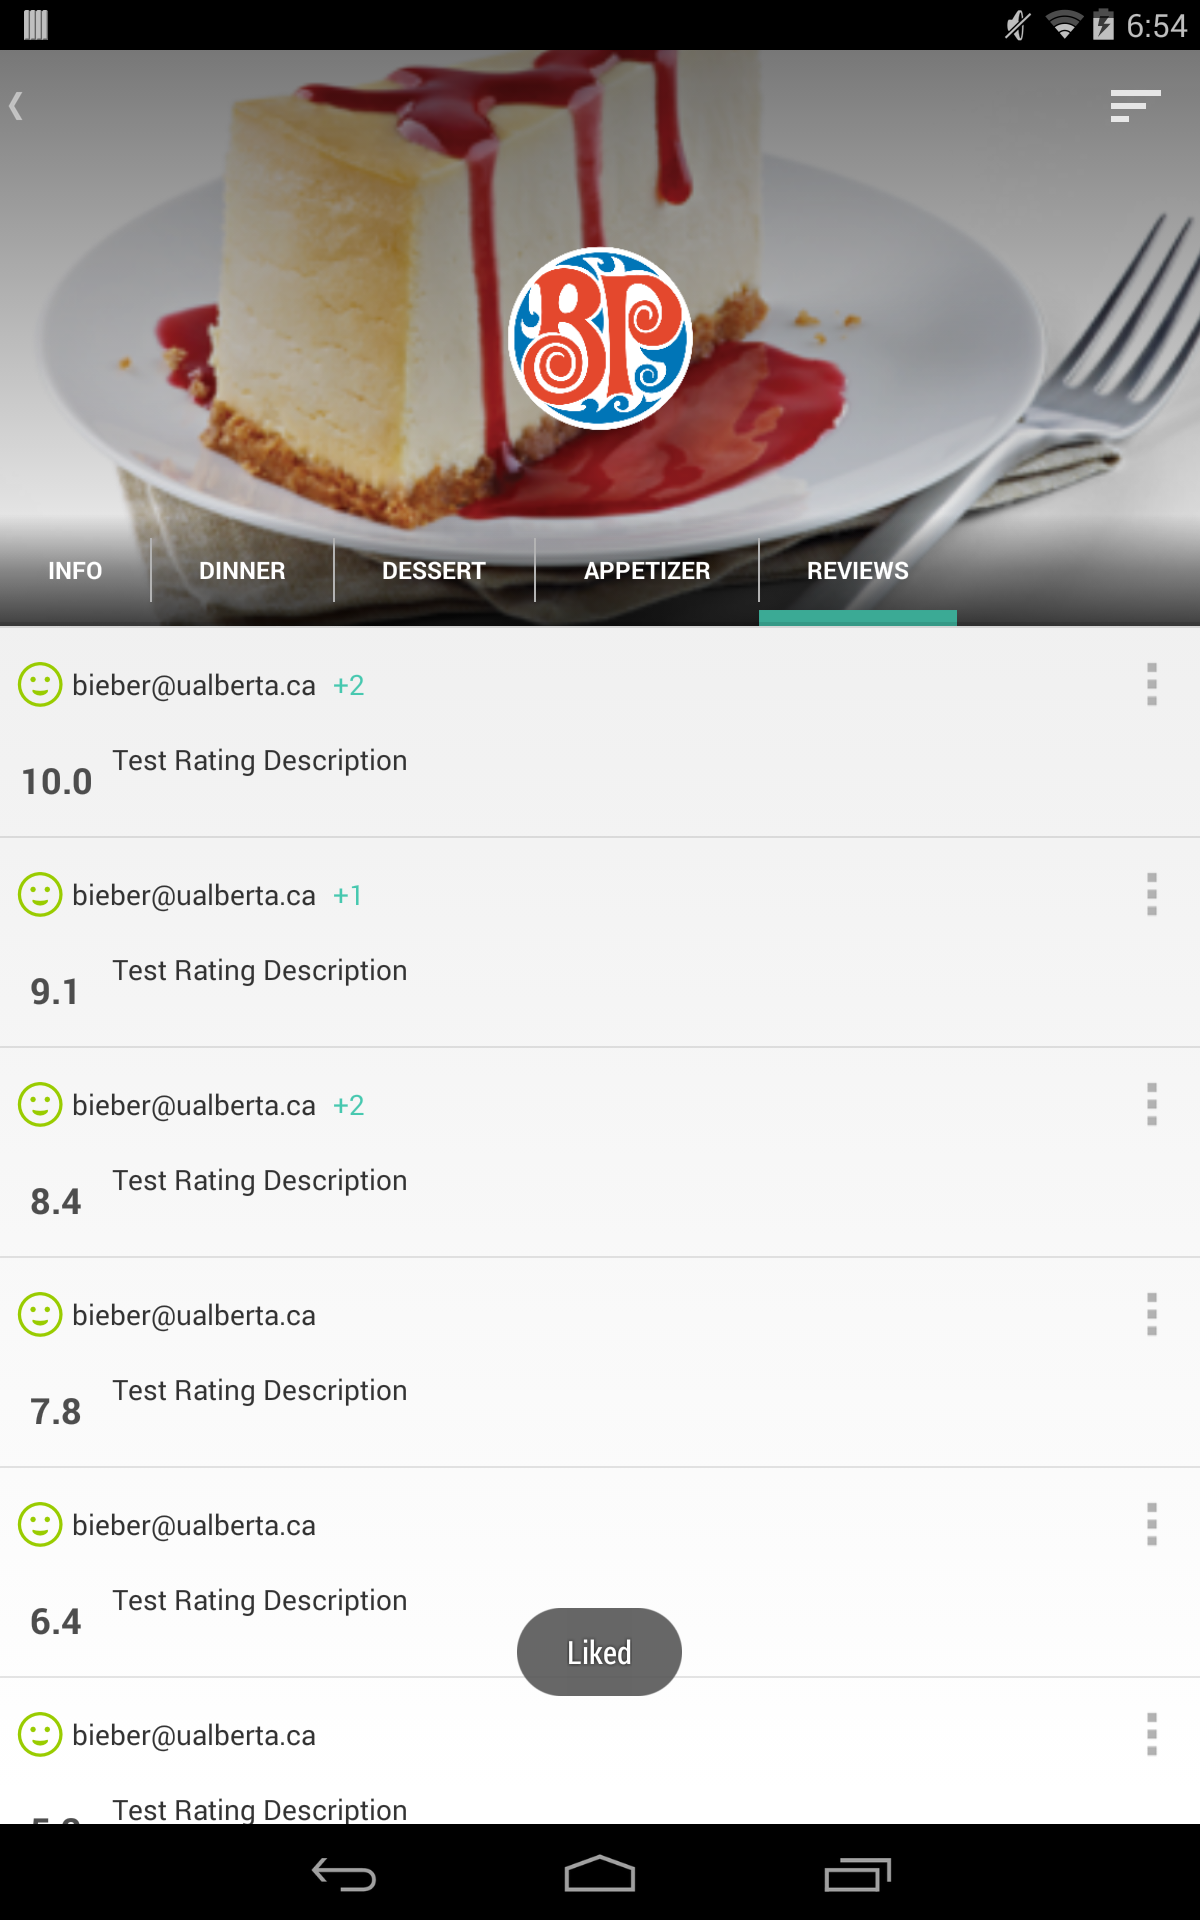 6:54
BP
INFO
DINNER
DESSERT
APPETIZER
REVIEWS
bieber@ualberta.ca +2
Test Rating Description
10.0
bieber@ualberta.ca +1
Test Rating Description
9.1
bieber@ualberta.ca +2
Test Rating Description
8.4
bieber@ualberta.ca
Test Rating Description
7.8
bieber@ualberta.ca
Test Rating Description
6.4
Liked
bieber@ualberta.ca
Test Rating Description